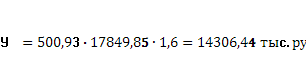 У = 500,93 · 17849,85 · 1,6 = 14306,44 тыс. ру